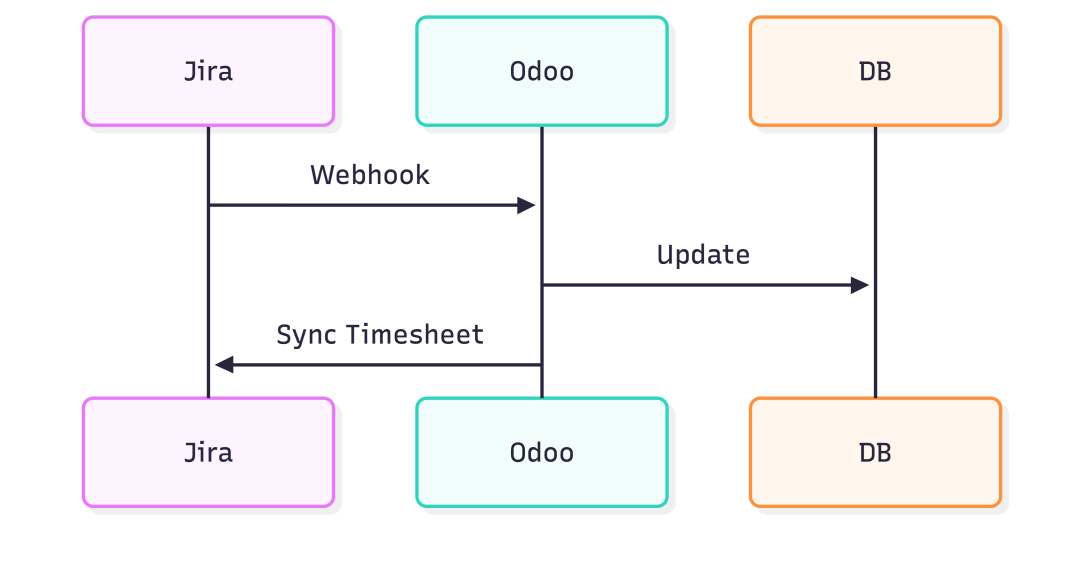 Jira
Odoo
DB
Webhook
Update
Sync Timesheet
Jira
Odoo
DB